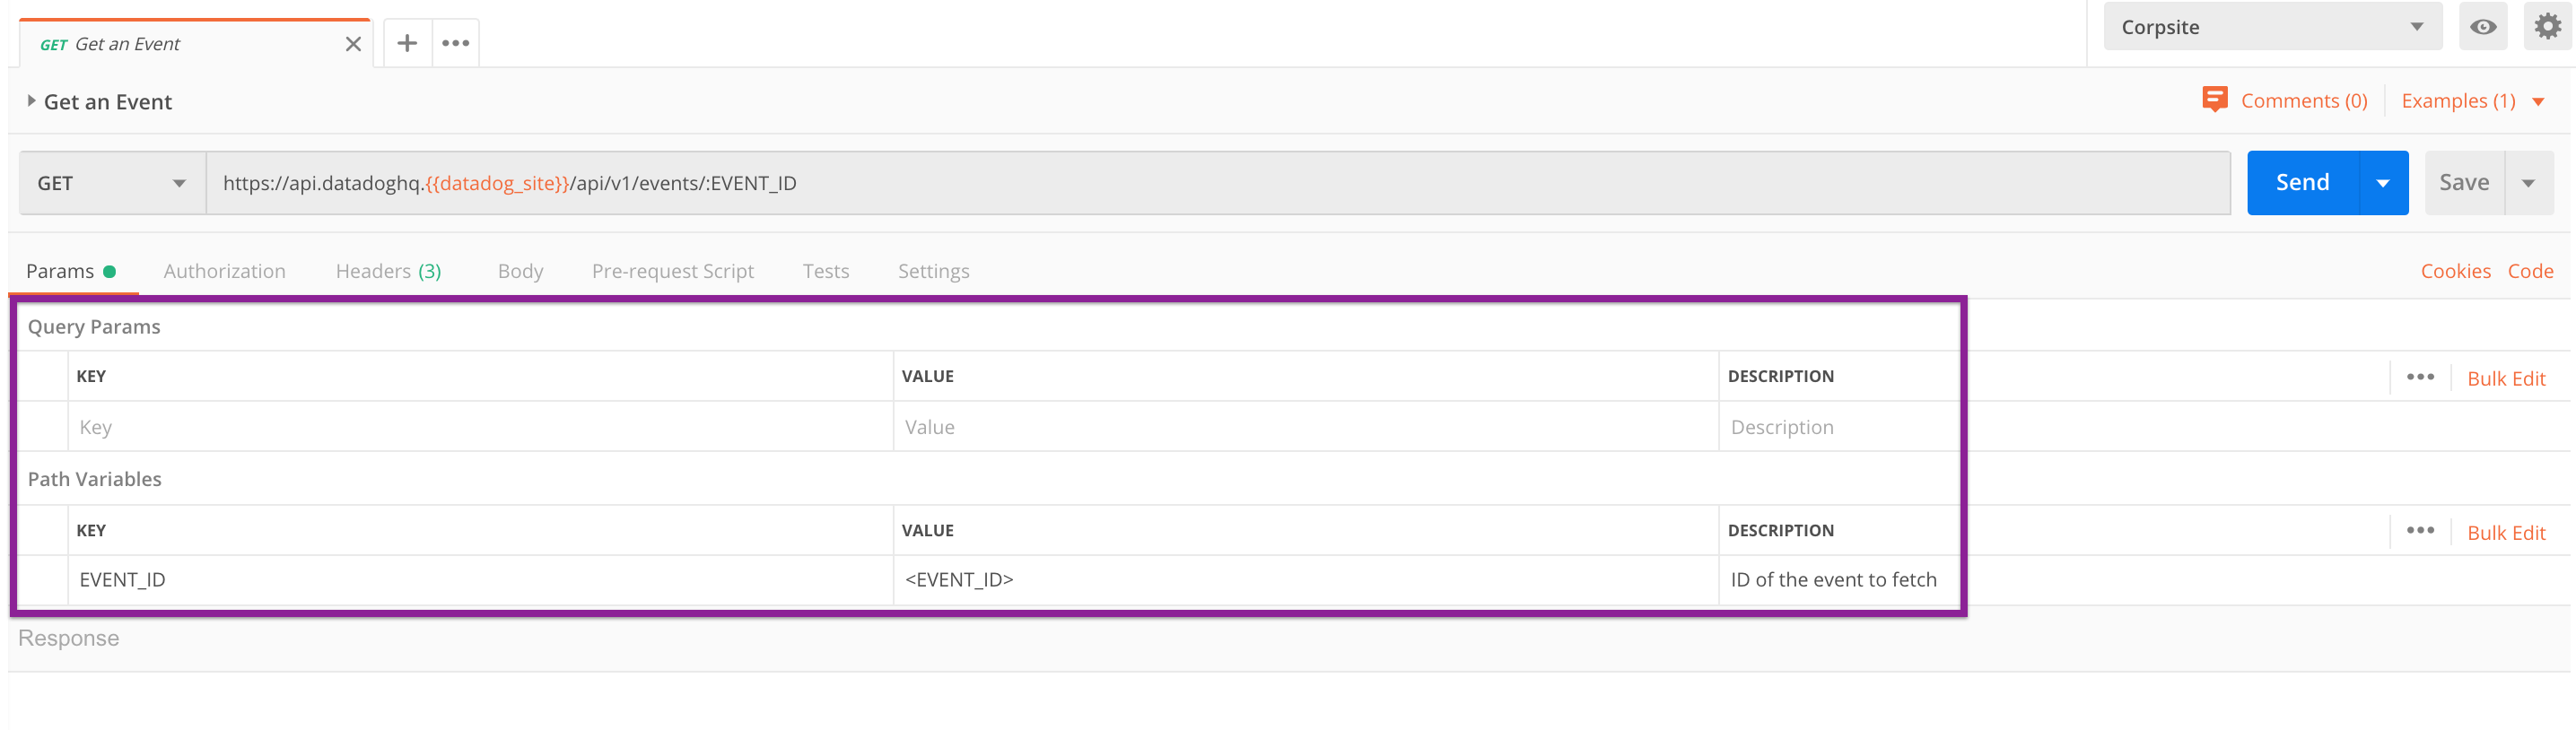 GET Get an Event
Corpsite
Get an Event
Comments (0) Examples (1)
GET https://api.datadoghq.{{datadog_site}}/api/v1/events/:EVENT_ID Send Save
Params Authorization Headers (3) Body Pre-request Script Tests Settings Cookies Code
Query Params
KEY VALUE DESCRIPTION Bulk Edit
Key Value Description
Path Variables
KEY VALUE DESCRIPTION Bulk Edit
EVENT_ID <EVENT_ID> ID of the event to fetch
Response